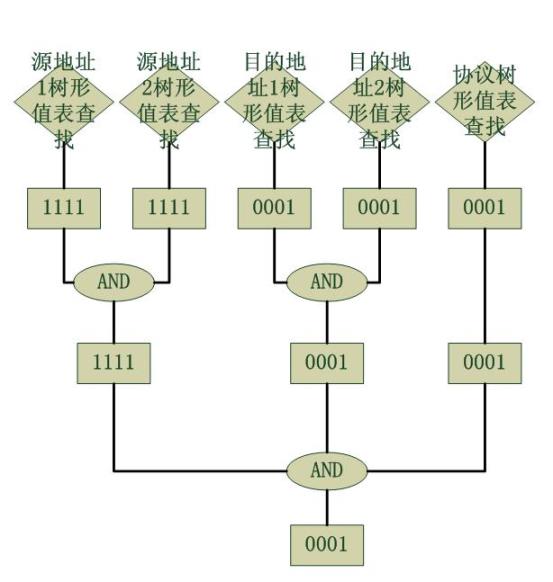 源地址
1树形
值表查
找
源地址
2树形
值表查
找
目的地
址1树
形值表
查找
目的地
址2树
形值表
查找
协议树
形值表
查找
1111
1111
0001
0001
0001
AND
AND
1111
0001
0001
AND
0001